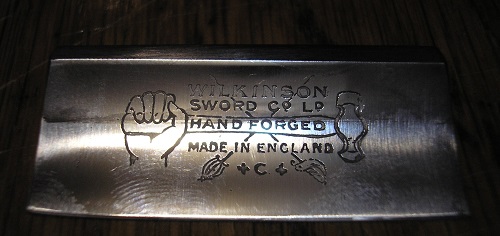 WILKINSON
SWORD Cº Lᴰ
HAND FORGED
MADE IN ENGLAND
+C+